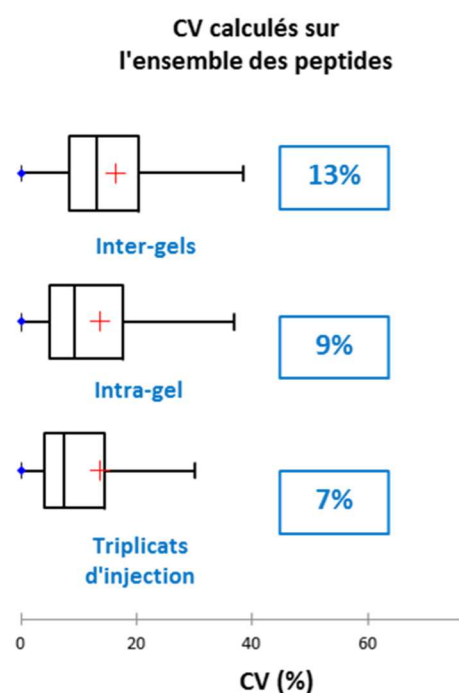 CV calculés sur
l'ensemble des peptides
13%
Inter-gels
9%
Intra-gel
7%
Triplicats
d'injection
0 20 40 60
CV (%)